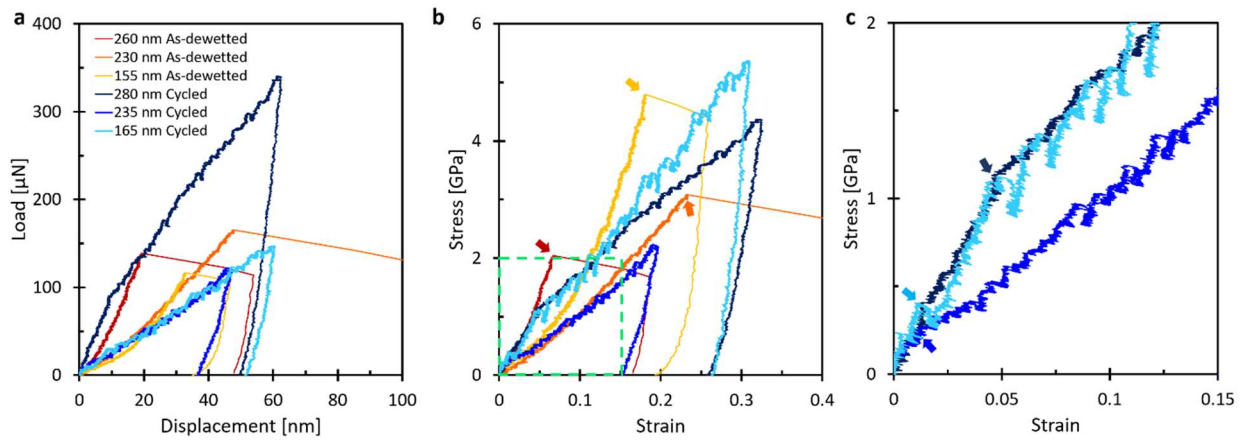 a
400
300
200
100
0
Load [µN]
260 nm As-dewetted
230 nm As-dewetted
155 nm As-dewetted
280 nm Cycled
235 nm Cycled
165 nm Cycled
0 20 40 60 80 100
Displacement [nm]
b
6
4
2
0
Stress [GPa]
0 0.1 0.2 0.3 0.4
Strain
c
2
1
0
Stress [GPa]
0 0.05 0.1 0.15
Strain